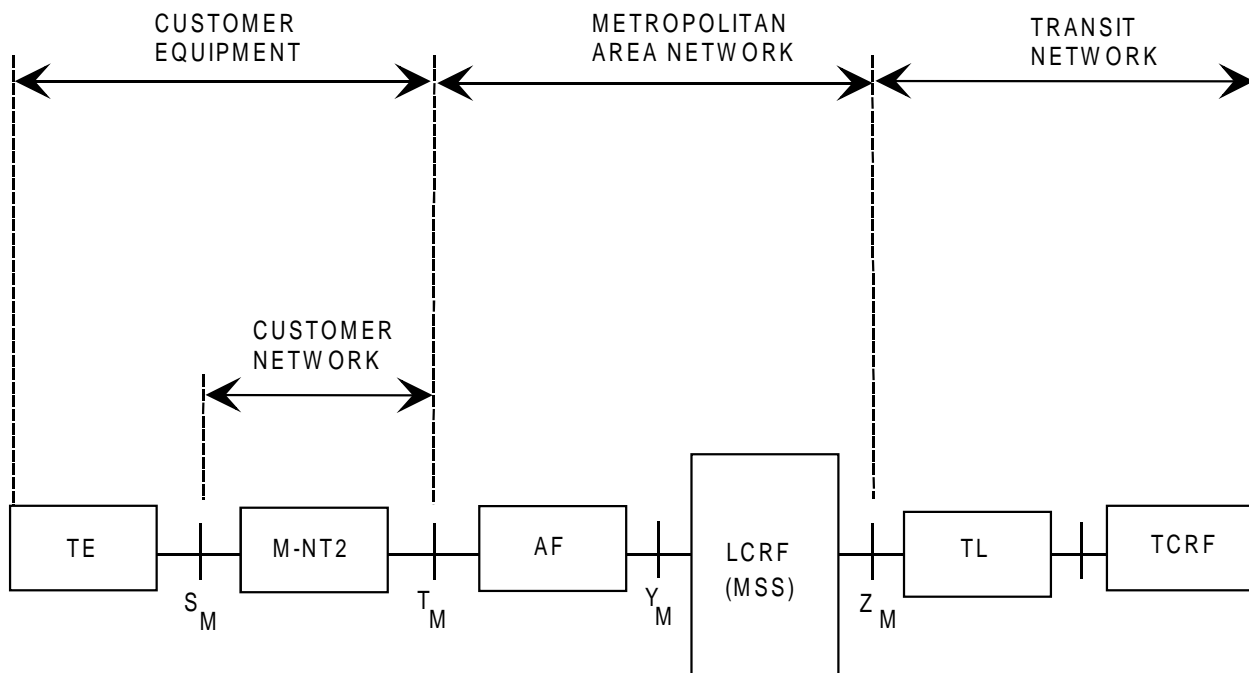 CUSTOMER
EQUIPMENT
METROPOLITAN
AREA NETWORK
TRANSIT
NETWORK
CUSTOMER
NETWORK
TE
M-NT2
AF
LCRF
(MSS)
TL
TCRF
S M
T M
Y M
Z M